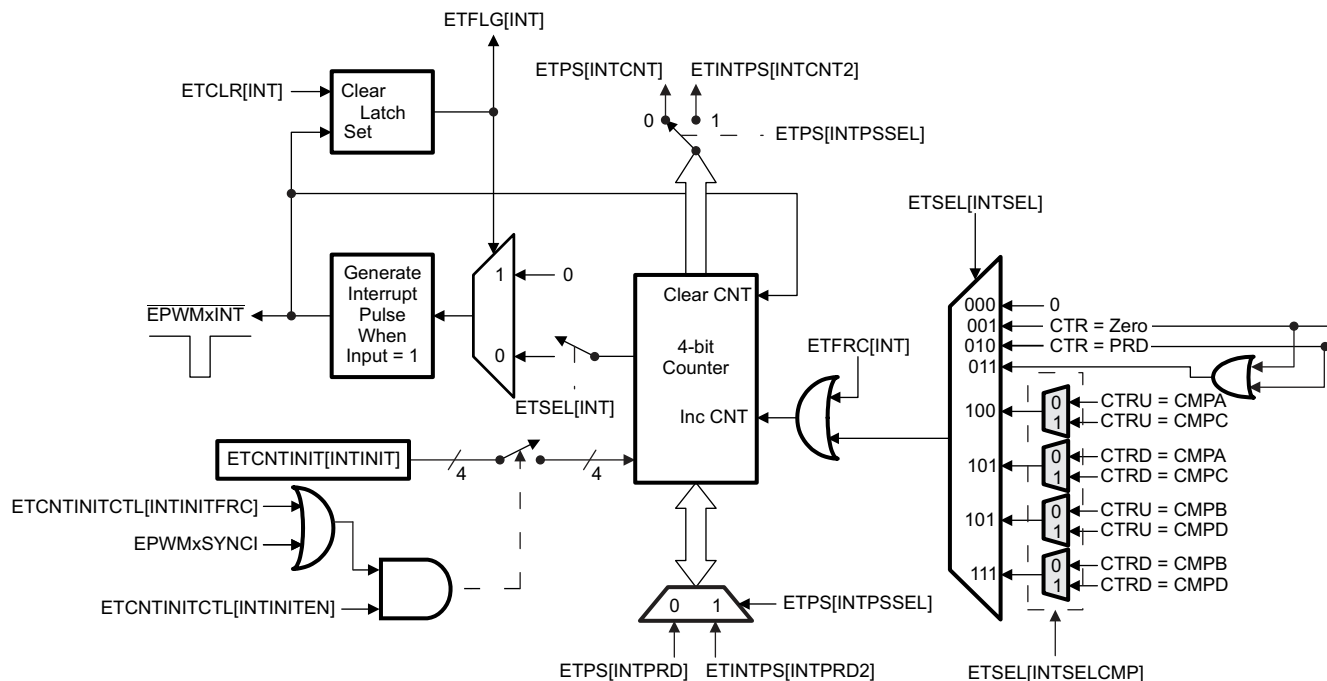 ETFLG[INT]
ETPS[INTCNT]
ETINTPS[INTCNT2]
ETCLR[INT]
Clear
Latch
Set
0
1
ETPS[INTPSSEL]
ETSEL[INTSEL]
Generate
Interrupt
Pulse
When
Input = 1
1
0
0
Clear CNT
4-bit
Counter
Inc CNT
EPWMxINT
ETSEL[INT]
ETFRC[INT]
000
0
001
CTR = Zero
010
CTR = PRD
011
100
0
1
CTRU = CMPA
CTRU = CMPC
101
0
1
CTRD = CMPA
CTRD = CMPC
101
0
1
CTRU = CMPB
CTRU = CMPD
111
0
1
CTRD = CMPB
CTRD = CMPD
ETCNTINIT[INTINIT]
4
4
ETCNTINITCTL[INTINITFRC]
EPWMxSYNCI
ETCNTINITCTL[INTINITEN]
0
1
ETPS[INTPSSEL]
ETPS[INTPRD]
ETINTPS[INTPRD2]
ETSEL[INTSELCMP]